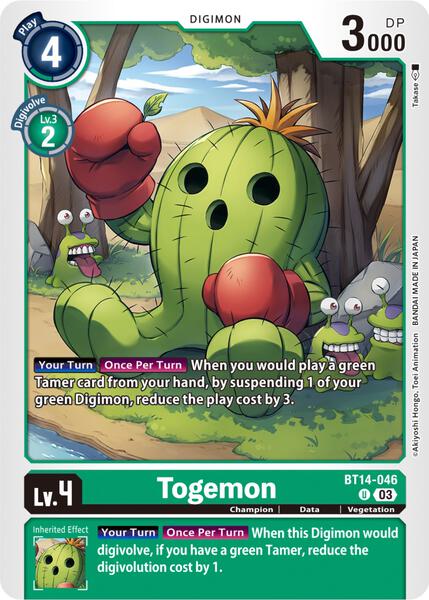 DIGIMON
Play
4
3000
DP
Digivolve
Lv.3
2
Takase
©Akiyoshi Hongo, Toei Animation BANDAI MADE IN JAPAN
Your Turn Once Per Turn When you would play a green
Tamer card from your hand, by suspending 1 of your
green Digimon, reduce the play cost by 3.
BT14-046
Lv.4
Togemon
U 03
Champion Data Vegetation
Inherited Effect
Your Turn Once Per Turn When this Digimon would
digivolve, if you have a green Tamer, reduce the
digivolution cost by 1.